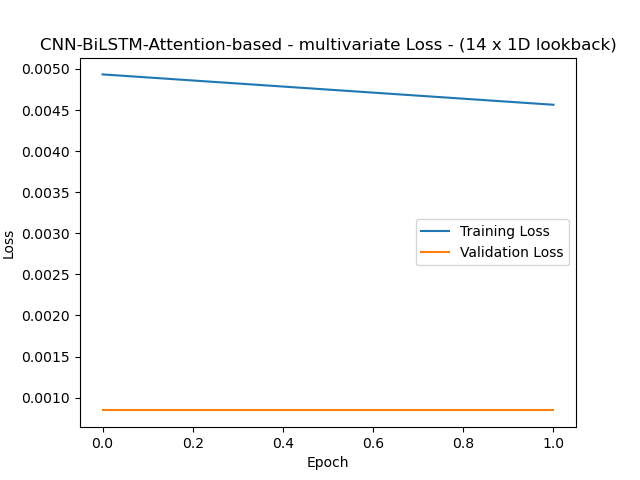 CNN-BiLSTM-Attention-based - multivariate Loss - (14 x 1D lookback)
0.0050
0.0045
0.0040
0.0035
0.0030
0.0025
0.0020
0.0015
0.0010
Loss
Training Loss
Validation Loss
0.0 0.2 0.4 0.6 0.8 1.0
Epoch